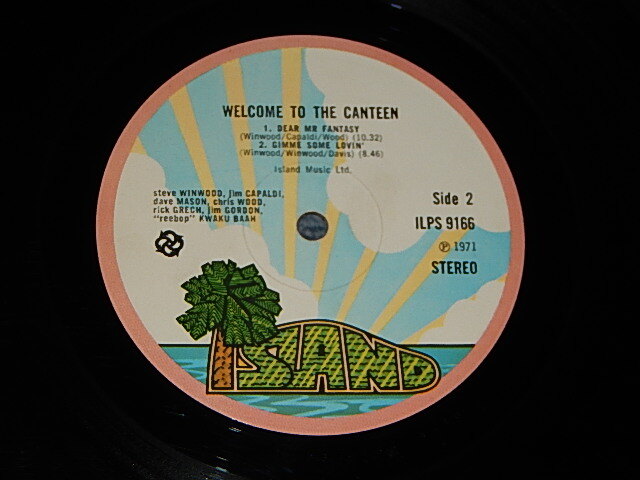 WELCOME TO THE CANTEEN
1. DEAR MR FANTASY
(Winwood/Capaldi/Wood) (10.32)
2. GIMME SOME LOVIN'
(Winwood/Winwood/Davis) (8.46)
Island Music Ltd.
steve WINWOOD, jim CAPALDI,
dave MASON, chris WOOD,
rick GRECH, jim GORDON,
"reebop" KWAKU BAAH
Side 2
ILPS 9166
℗ 1971
STEREO
ISLAND